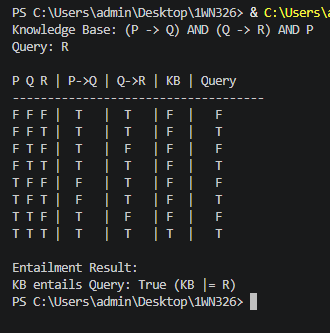 PS C:\Users\admin\Desktop\1WN326> & C:\Users\a
Knowledge Base: (P -> Q) AND (Q -> R) AND P
Query: R
P Q R | P->Q | Q->R | KB | Query
------------------------------------
F F F |  T   |  T   | F  |   F
F F T |  T   |  T   | F  |   T
F T F |  T   |  F   | F  |   F
F T T |  T   |  T   | F  |   T
T F F |  F   |  T   | F  |   F
T F T |  F   |  T   | F  |   T
T T F |  T   |  F   | F  |   F
T T T |  T   |  T   | T  |   T
Entailment Result:
KB entails Query: True (KB |= R)
PS C:\Users\admin\Desktop\1WN326>